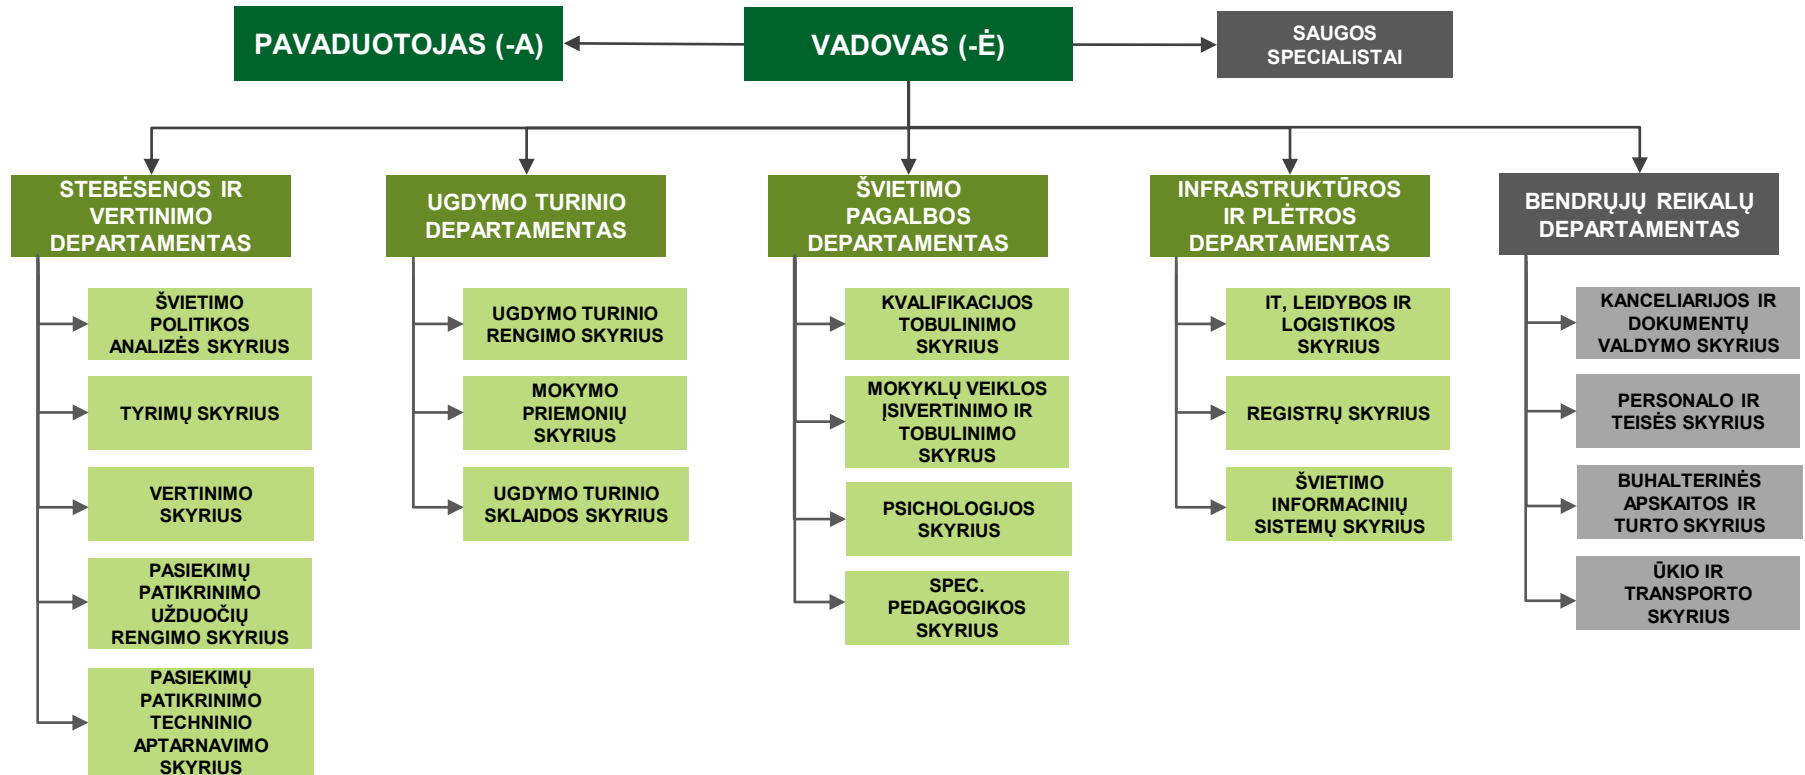 PAVADUOTOJAS (-A)
VADOVAS (-Ė)
SAUGOS
SPECIALISTAI
STEBĖSENOS IR
VERTINIMO
DEPARTAMENTAS
UGDYMO TURINIO
DEPARTAMENTAS
ŠVIETIMO
PAGALBOS
DEPARTAMENTAS
INFRASTRUKTŪROS
IR PLĖTROS
DEPARTAMENTAS
BENDRŲJŲ REIKALŲ
DEPARTAMENTAS
ŠVIETIMO
POLITIKOS
ANALIZĖS SKYRIUS
TYRIMŲ SKYRIUS
VERTINIMO
SKYRIUS
PASIEKIMŲ
PATIKRINIMO
UŽDUOČIŲ
RENGIMO SKYRIUS
PASIEKIMŲ
PATIKRINIMO
TECHNINIO
APTARNAVIMO
SKYRIUS
UGDYMO TURINIO
RENGIMO SKYRIUS
MOKYMO
PRIEMONIŲ
SKYRIUS
UGDYMO TURINIO
SKLAIDOS SKYRIUS
KVALIFIKACIJOS
TOBULINIMO
SKYRIUS
MOKYKLŲ VEIKLOS
ĮSIVERTINIMO IR
TOBULINIMO
SKYRUS
PSICHOLOGIJOS
SKYRIUS
SPEC.
PEDAGOGIKOS
SKYRIUS
IT, LEIDYBOS IR
LOGISTIKOS
SKYRIUS
REGISTRŲ SKYRIUS
ŠVIETIMO
INFORMACINIŲ
SISTEMŲ SKYRIUS
KANCELIARIJOS IR
DOKUMENTŲ
VALDYMO SKYRIUS
PERSONALO IR
TEISĖS SKYRIUS
BUHALTERINĖS
APSKAITOS IR
TURTO SKYRIUS
ŪKIO IR
TRANSPORTO
SKYRIUS